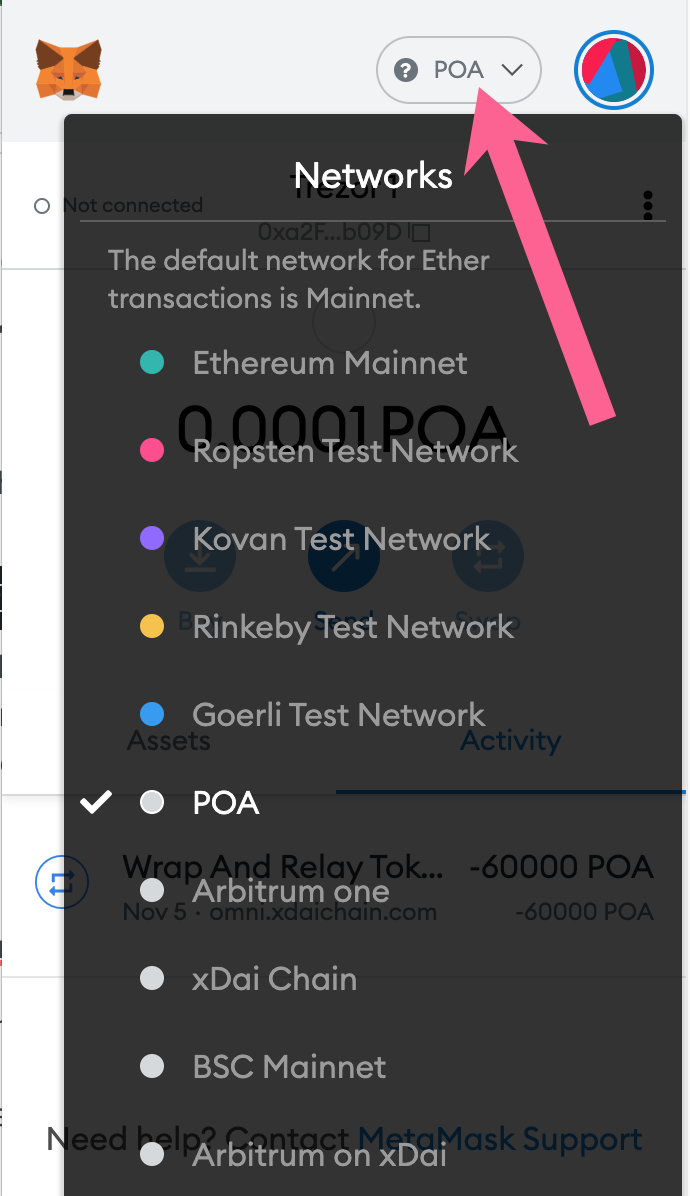 ? POA
Networks
Trezor 1
Not connected
0xa2F...b09D
The default network for Ether
transactions is Mainnet.
Ethereum Mainnet
0.0001 POA
Ropsten Test Network
Kovan Test Network
Buy Send Swap
Rinkeby Test Network
Goerli Test Network
Assets Activity
POA
Wrap And Relay Tok... -60000 POA
Arbitrum one
Nov 5 · omni.xdaichain.com -60000 POA
xDai Chain
BSC Mainnet
Need help? Contact MetaMask Support
Arbitrum on xDai